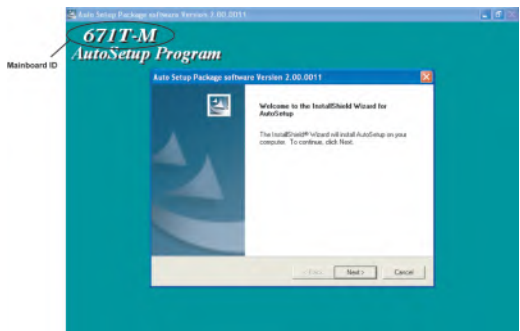 Auto Setup Package software Version 2.00.0011
671T-M
Mainboard ID
AutoSetup Program
Auto Setup Package software Version 2.00.0011
Welcome to the InstallShield Wizard for
AutoSetup
The InstallShield® Wizard will install AutoSetup on your
computer. To continue, click Next.
Next >
Cancel